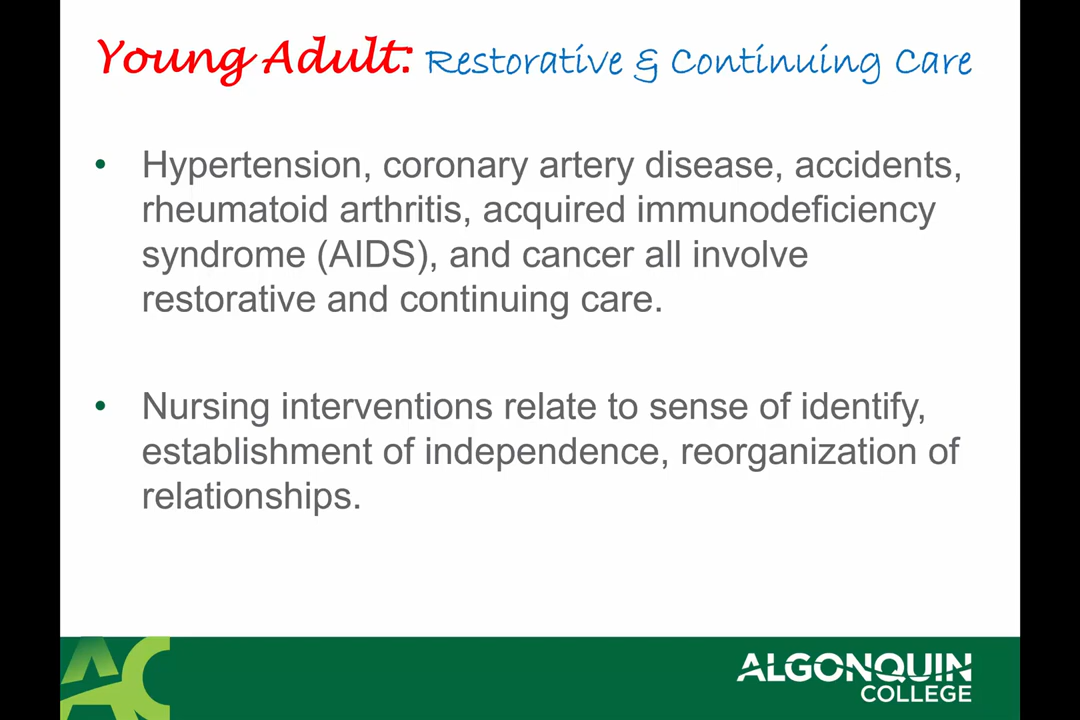 Young Adult: Restorative & Continuing Care
• Hypertension, coronary artery disease, accidents,
rheumatoid arthritis, acquired immunodeficiency
syndrome (AIDS), and cancer all involve
restorative and continuing care.
• Nursing interventions relate to sense of identify,
establishment of independence, reorganization of
relationships.
AC
ALGONQUIN
COLLEGE